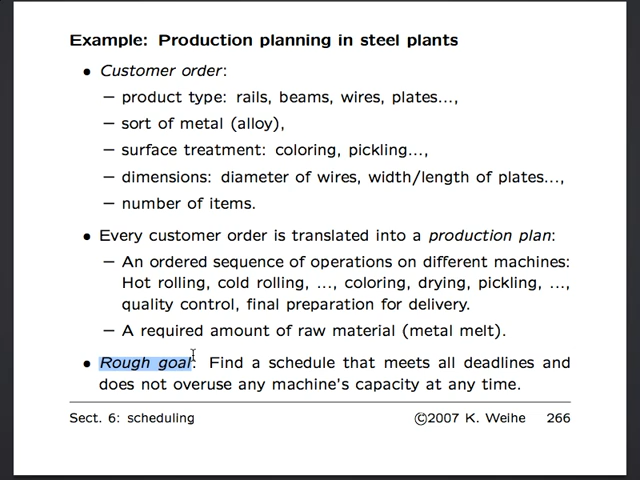 Example: Production planning in steel plants
• Customer order:
– product type: rails, beams, wires, plates...,
– sort of metal (alloy),
– surface treatment: coloring, pickling...,
– dimensions: diameter of wires, width/length of plates...,
– number of items.
• Every customer order is translated into a production plan:
– An ordered sequence of operations on different machines:
Hot rolling, cold rolling, ..., coloring, drying, pickling, ...,
quality control, final preparation for delivery.
– A required amount of raw material (metal melt).
• Rough goal: Find a schedule that meets all deadlines and
does not overuse any machine's capacity at any time.
Sect. 6: scheduling ©2007 K. Weihe 266